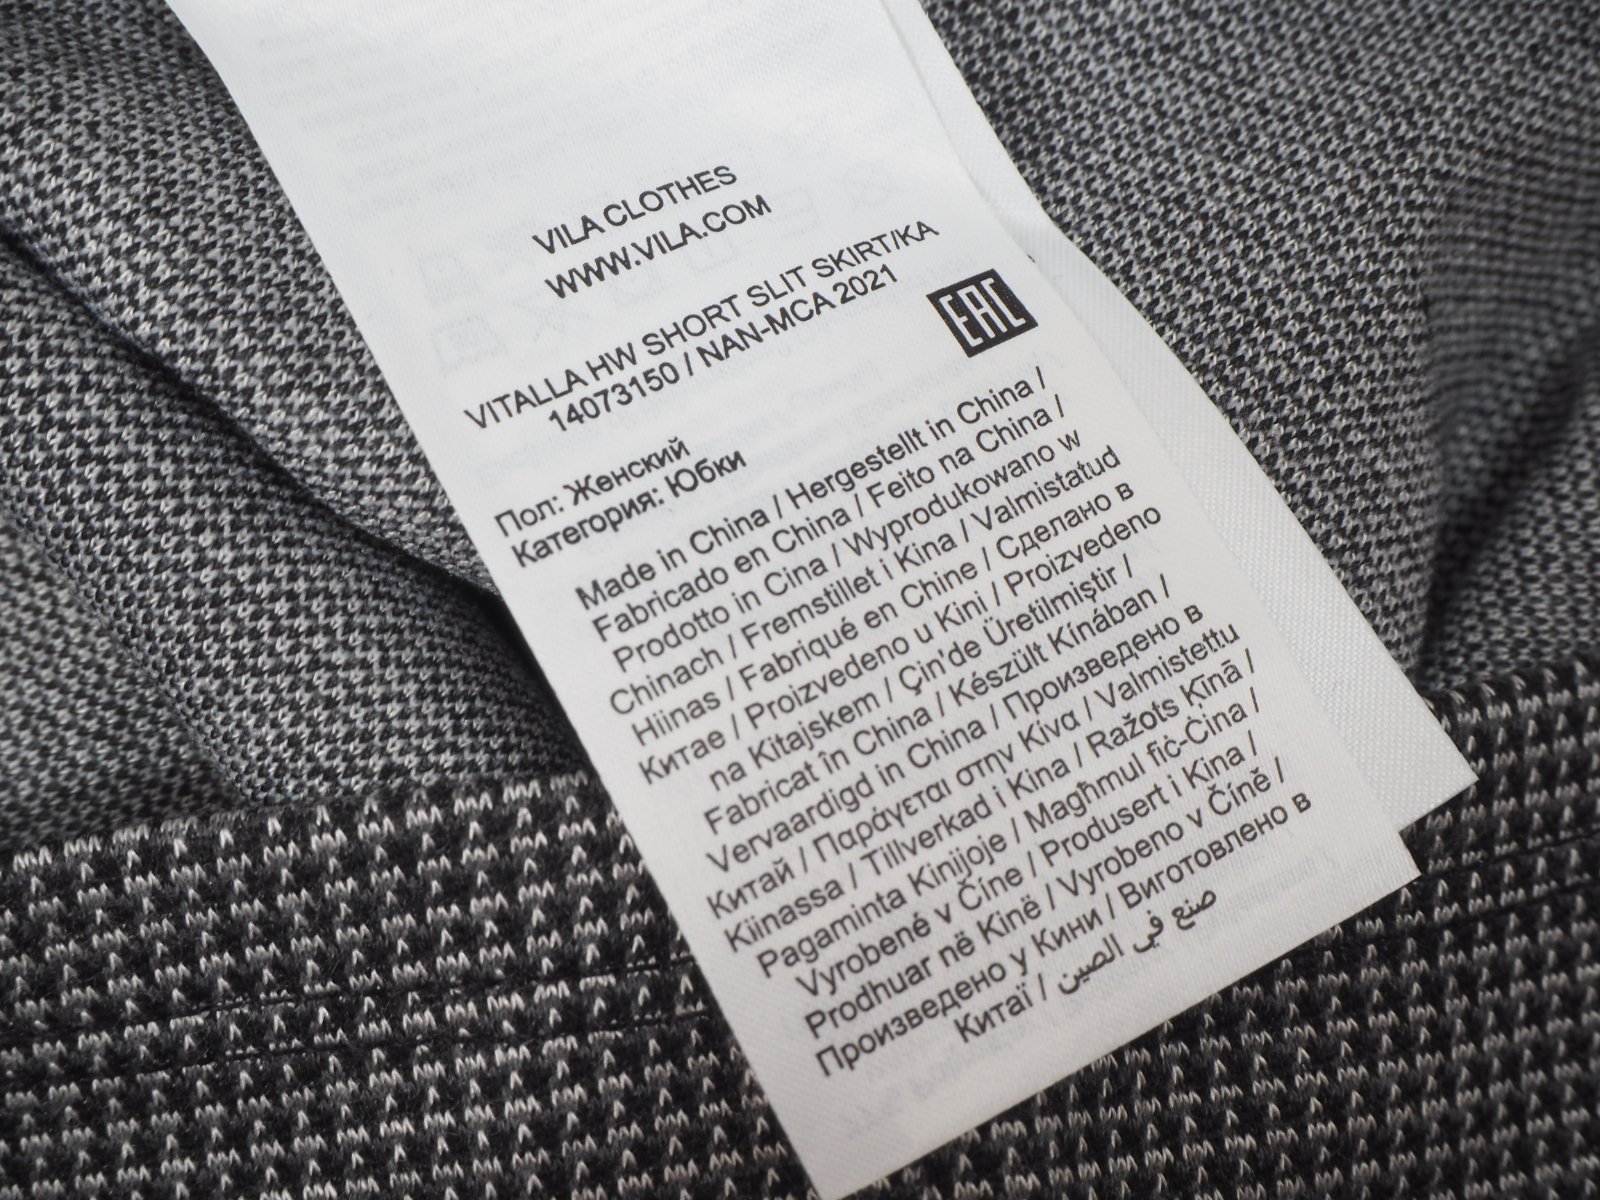 VILA CLOTHES
WWW.VILA.COM
VITALLA HW SHORT SLIT SKIRT/KA
14073150 / NAN-MCA 2021
EAC
Пол: Женский
Категория: Юбки
Made in China / Hergestellt in China /
Fabricado en China / Feito na China /
Prodotto in Cina / Wyprodukowano w
Chinach / Fremstillet i Kina / Valmistatud
Hiinas / Fabriqué en Chine / Сделано в
Китае / Proizvedeno u Kini / Proizvedeno
na Kitajskem / Çin'de Üretilmiştir /
Fabricat în China / Készült Kínában /
Vervaardigd in China / Произведено в
Китай / Παράγεται στην Κίνα / Valmistettu
Kiinassa / Tillverkad i Kina / Ražots Ķīnā /
Pagaminta Kinijoje / Magħmul fiċ-Ċina /
Vyrobené v Číne / Produsert i Kina /
Prodhuar në Kinë / Vyrobeno v Číně /
Произведено у Кини / Виготовлено в
Китаї / صنع في الصين